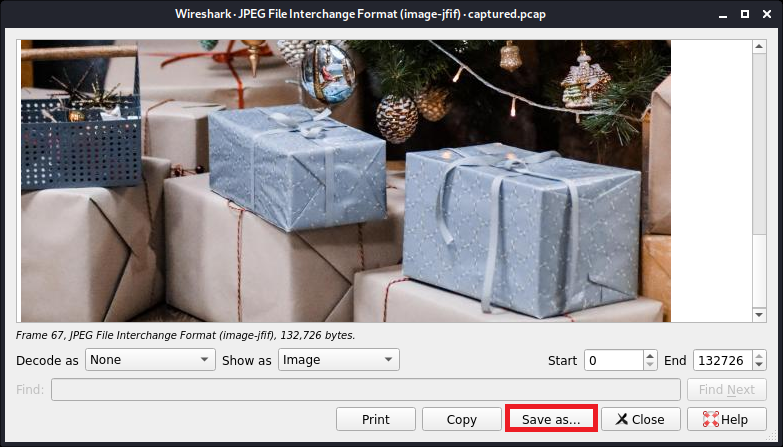 Wireshark · JPEG File Interchange Format (image-jfif) · captured.pcap
Frame 67, JPEG File Interchange Format (image-jfif), 132,726 bytes.
Decode as None Show as Image Start 0 End 132726
Find: Find Next
Print Copy Save as... Close Help